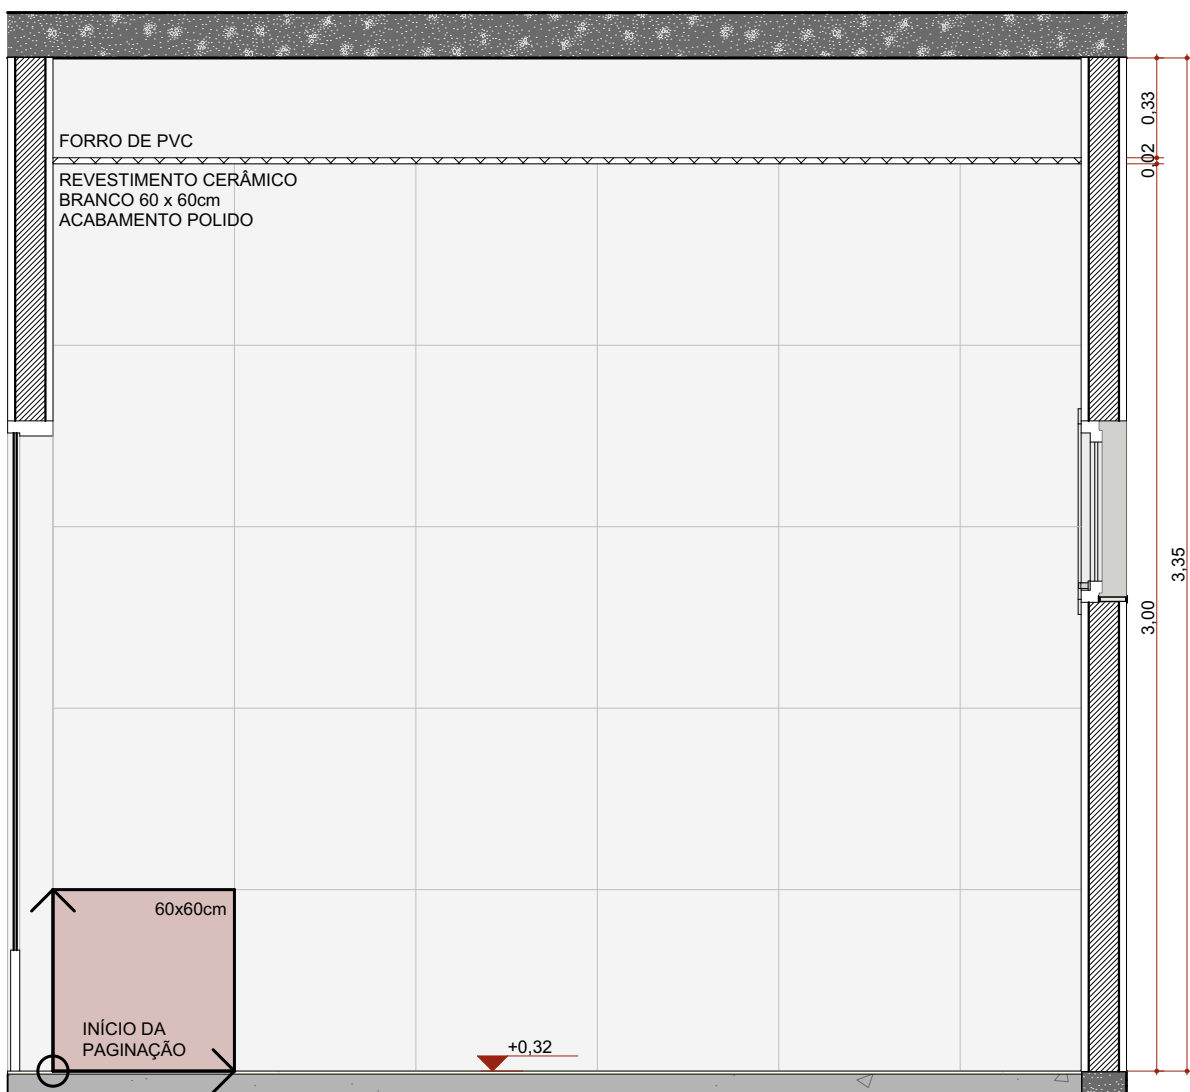 FORRO DE PVC
REVESTIMENTO CERÂMICO
BRANCO 60 x 60cm
ACABAMENTO POLIDO
0,33
0,02
3,35
3,00
60x60cm
INÍCIO DA
PAGINAÇÃO
+0,32